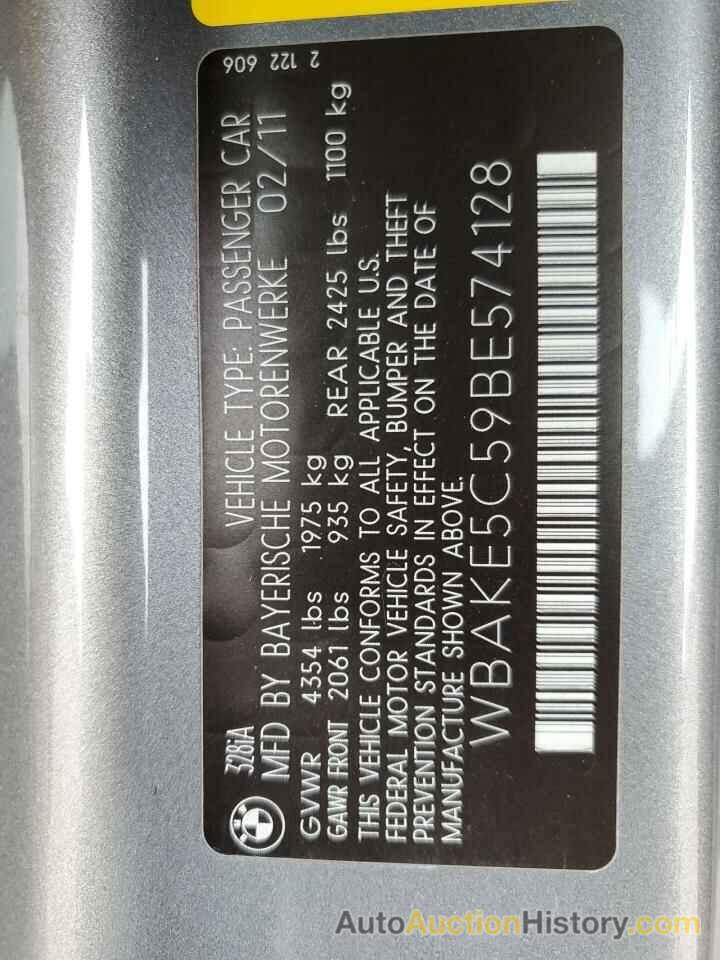 2 122 606
328iA VEHICLE TYPE: PASSENGER CAR
MFD BY BAYERISCHE MOTORENWERKE 02/11
GVWR 4354 lbs 1975 kg
GAWR FRONT 2061 lbs 935 kg REAR 2425 lbs 1100 kg
THIS VEHICLE CONFORMS TO ALL APPLICABLE U.S.
FEDERAL MOTOR VEHICLE SAFETY, BUMPER AND THEFT
PREVENTION STANDARDS IN EFFECT ON THE DATE OF
MANUFACTURE SHOWN ABOVE.
WBAKE5C59BE574128
AutoAuctionHistory.com